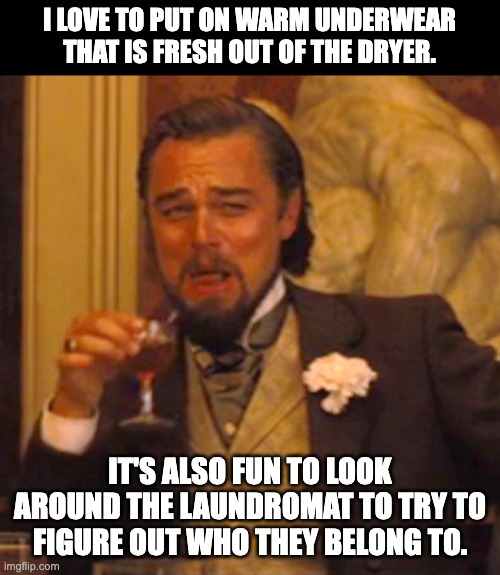 I LOVE TO PUT ON WARM UNDERWEAR
THAT IS FRESH OUT OF THE DRYER.
IT'S ALSO FUN TO LOOK
AROUND THE LAUNDROMAT TO TRY TO
FIGURE OUT WHO THEY BELONG TO.
imgflip.com